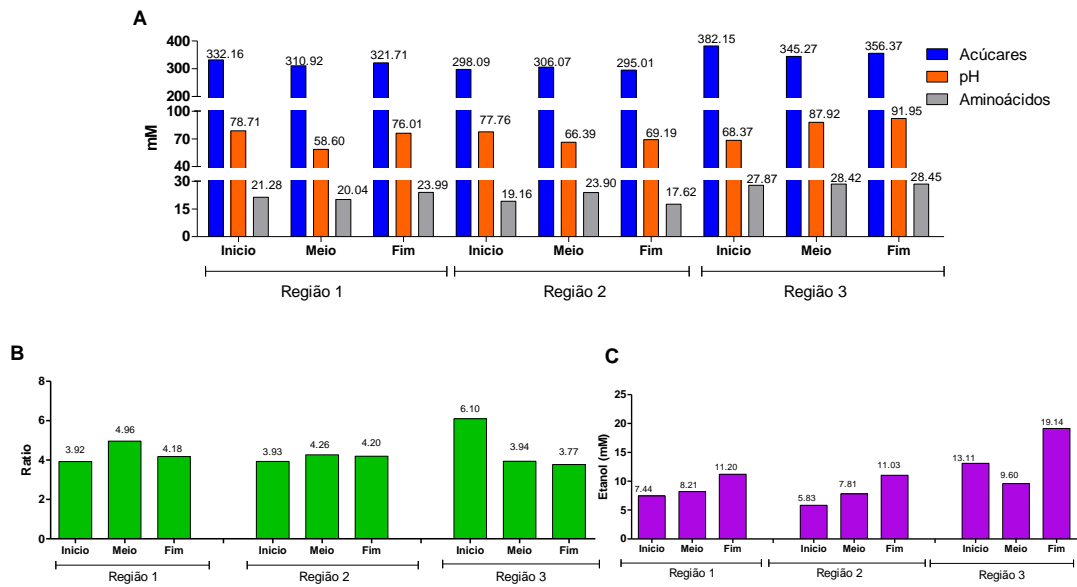 A
400
300
200
100
70
40
30
15
0
mM
332.16 310.92 321.71 298.09 306.07 295.01 382.15 345.27 356.37
78.71 58.60 76.01 77.76 66.39 69.19 68.37 87.92 91.95
21.28 20.04 23.99 19.16 23.90 17.62 27.87 28.42 28.45
Acúcares
pH
Aminoácidos
Inicio Meio Fim Inicio Meio Fim Inicio Meio Fim
Região 1 Região 2 Região 3
B
8
6
4
2
0
Ratio
3.92 4.96 4.18 3.93 4.26 4.20 6.10 3.94 3.77
Inicio Meio Fim Inicio Meio Fim Inicio Meio Fim
Região 1 Região 2 Região 3
C
25
20
15
10
5
0
Etanol (mM)
7.44 8.21 11.20 5.83 7.81 11.03 13.11 9.60 19.14
Inicio Meio Fim Inicio Meio Fim Inicio Meio Fim
Região 1 Região 2 Região 3